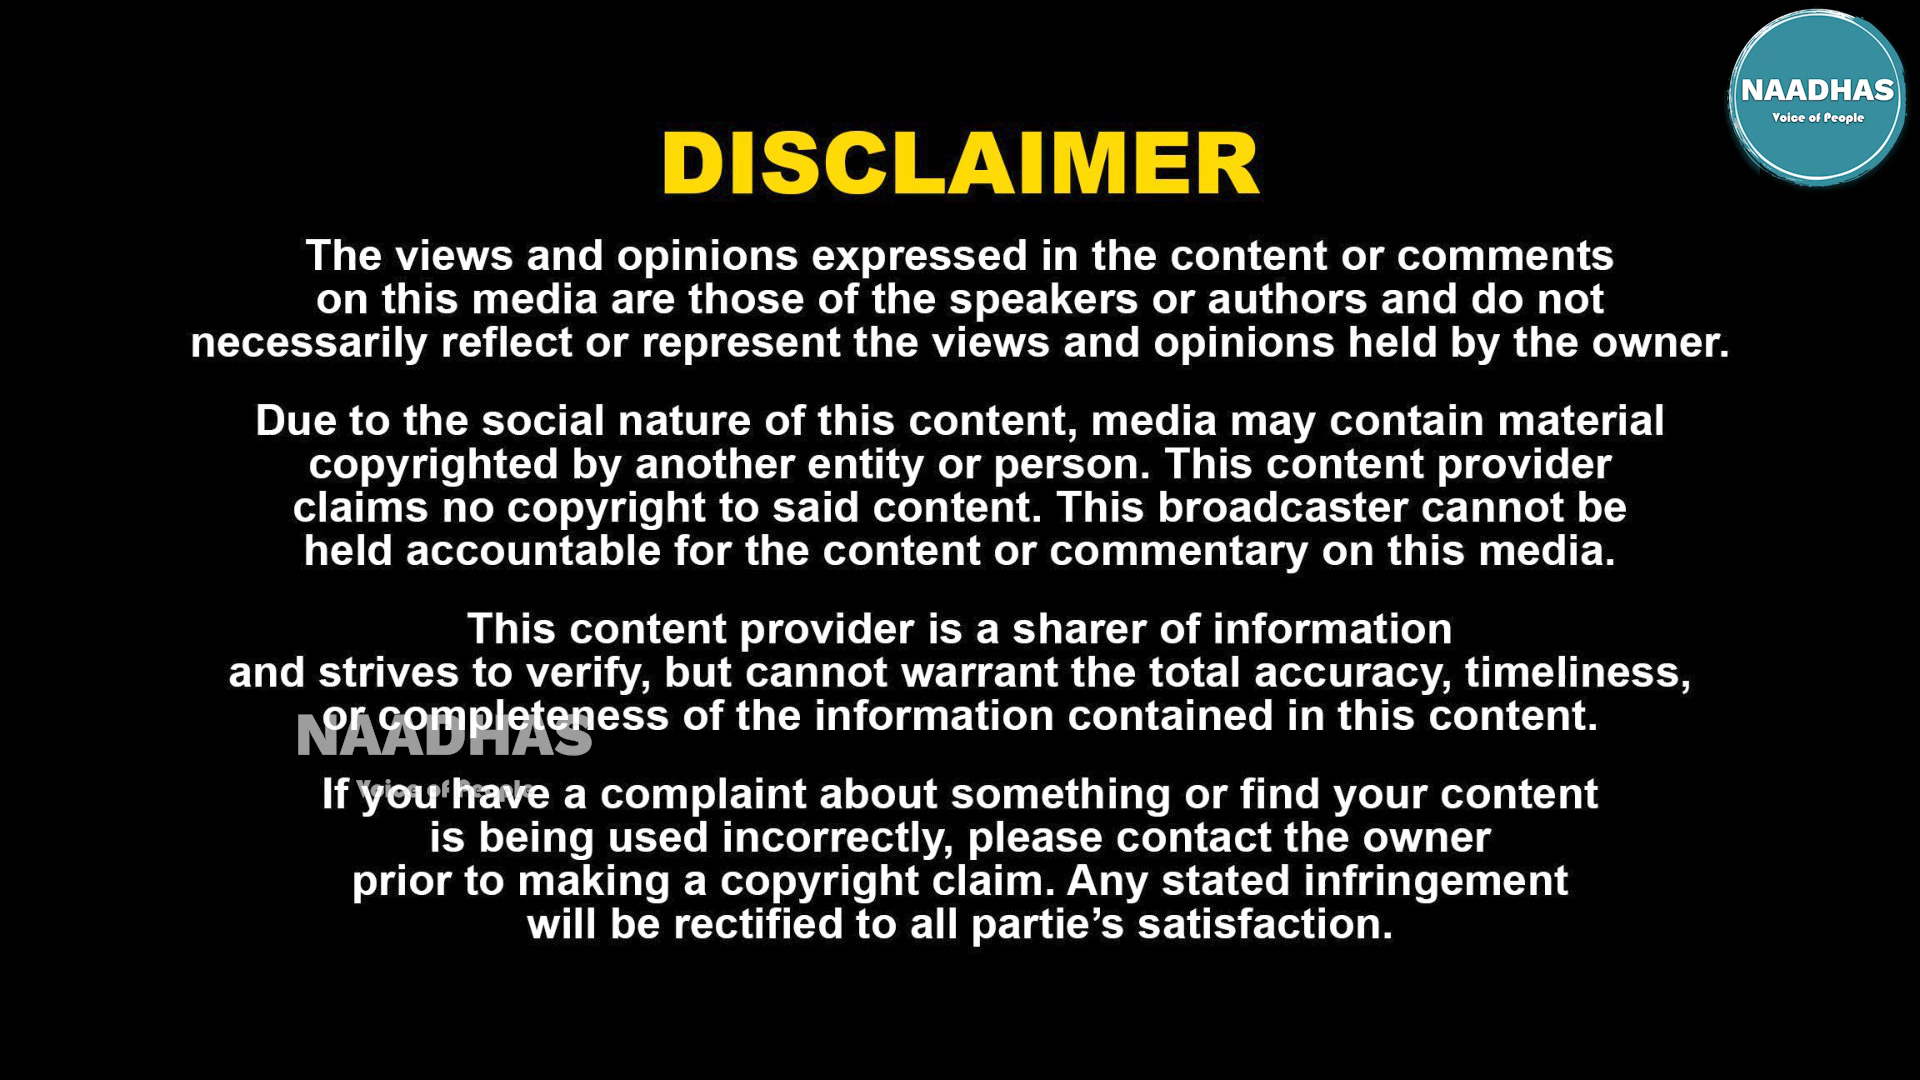 NAADHAS
Voice of People
DISCLAIMER
The views and opinions expressed in the content or comments
on this media are those of the speakers or authors and do not
necessarily reflect or represent the views and opinions held by the owner.
Due to the social nature of this content, media may contain material
copyrighted by another entity or person. This content provider
claims no copyright to said content. This broadcaster cannot be
held accountable for the content or commentary on this media.
This content provider is a sharer of information
and strives to verify, but cannot warrant the total accuracy, timeliness,
or completeness of the information contained in this content.
NAADHAS
Voice of People
If you have a complaint about something or find your content
is being used incorrectly, please contact the owner
prior to making a copyright claim. Any stated infringement
will be rectified to all partie’s satisfaction.